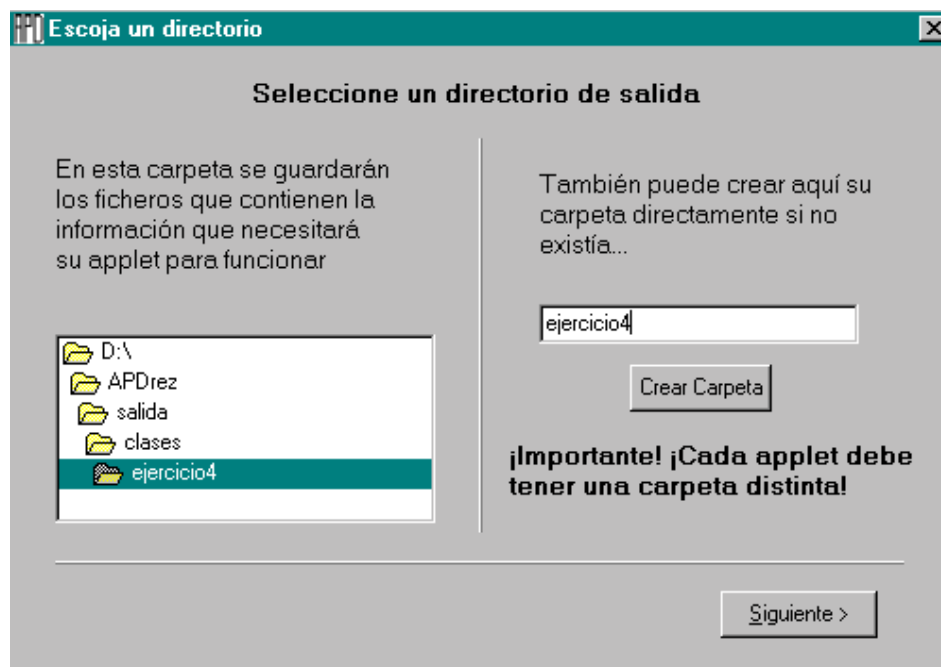 Escoja un directorio
Seleccione un directorio de salida
En esta carpeta se guardarán
los ficheros que contienen la
información que necesitará
su applet para funcionar
D:\
APDrez
salida
clases
ejercicio4
También puede crear aquí su
carpeta directamente si no
existía...
ejercicio4
Crear Carpeta
¡Importante! ¡Cada applet debe
tener una carpeta distinta!
Siguiente >